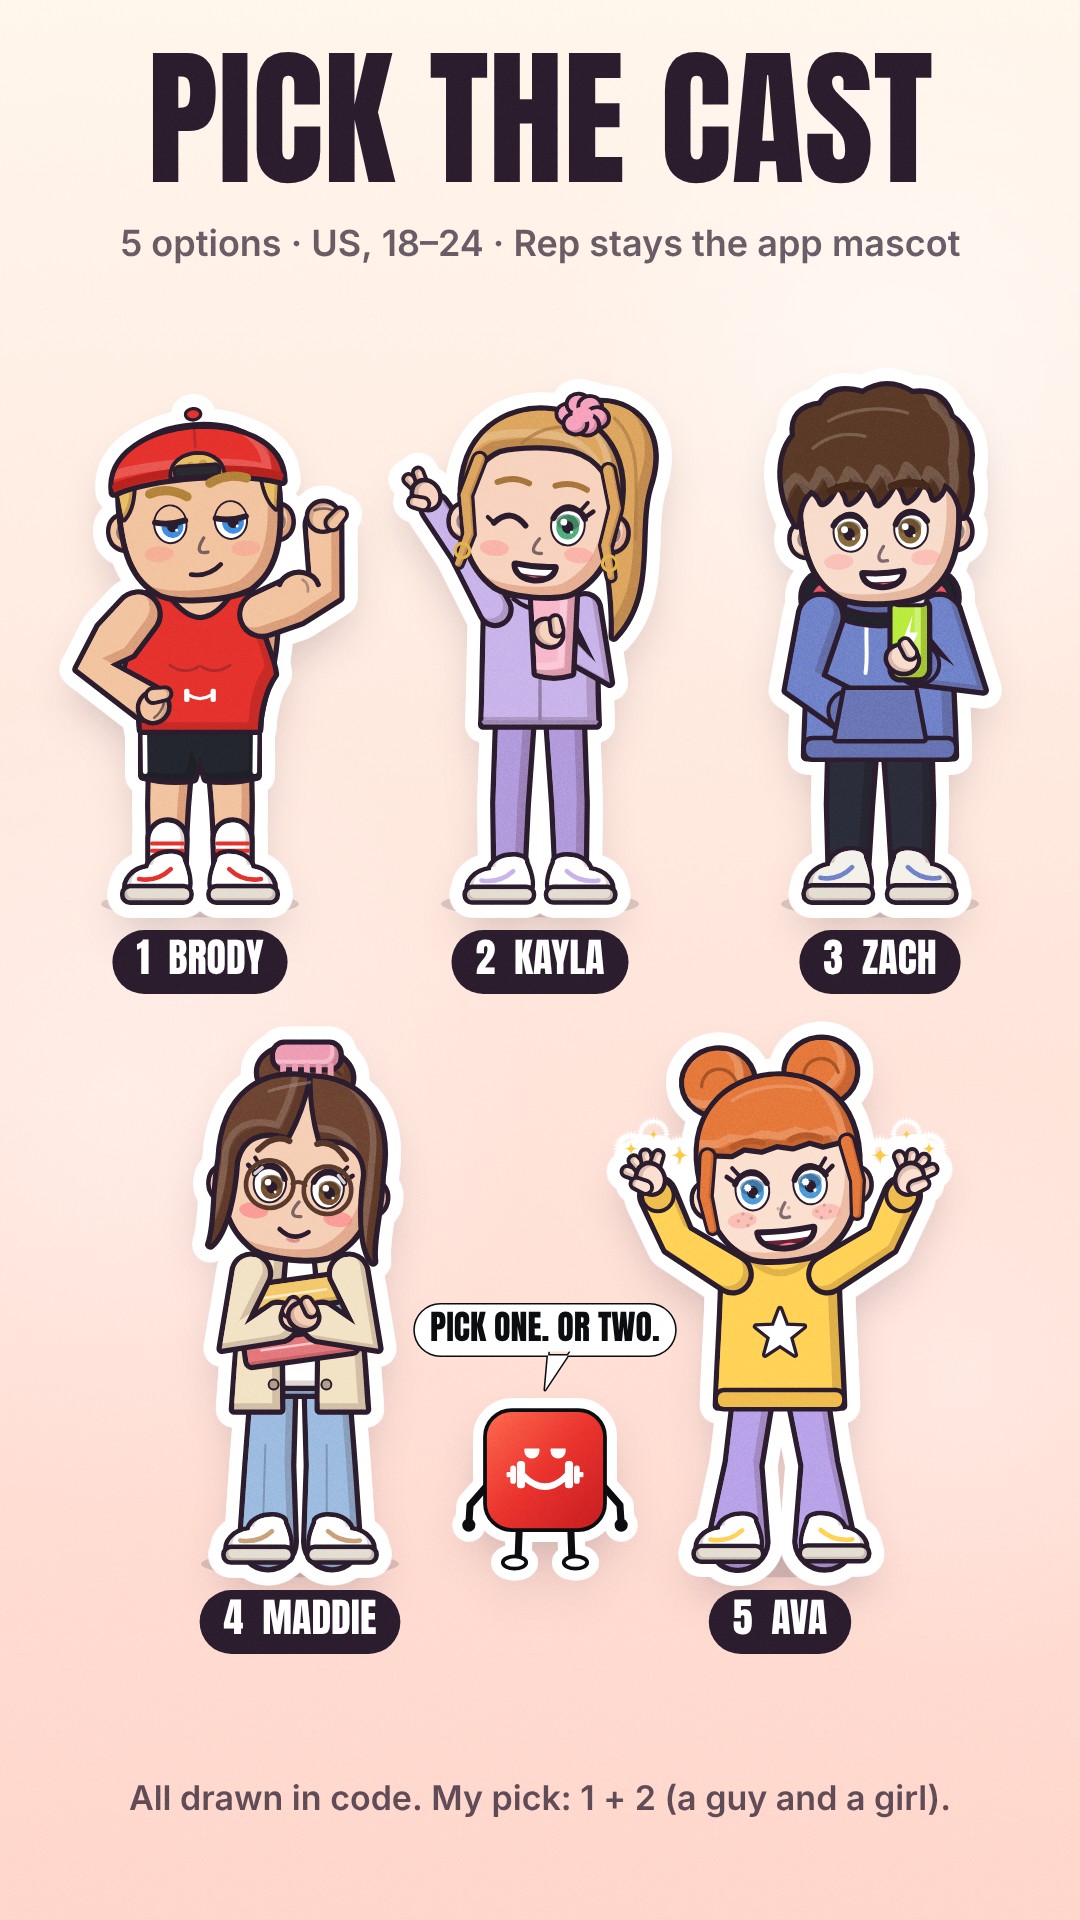 PICK THE CAST
5 options · US, 18–24 · Rep stays the app mascot
1 BRODY
2 KAYLA
3 ZACH
PICK ONE. OR TWO.
4 MADDIE
5 AVA
All drawn in code. My pick: 1 + 2 (a guy and a girl).